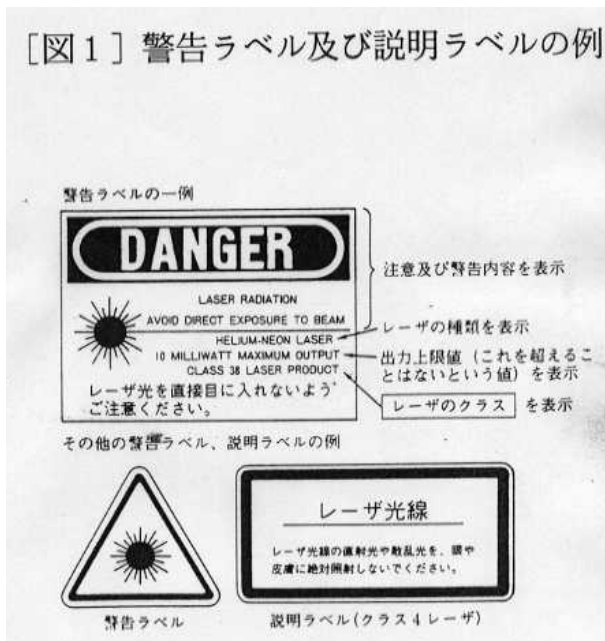 ［図1］警告ラベル及び説明ラベルの例
警告ラベルの一例
DANGER
LASER RADIATION
AVOID DIRECT EXPOSURE TO BEAM
HELIUM-NEON LASER
10 MILLIWATT MAXIMUM OUTPUT
CLASS 3B LASER PRODUCT
レーザ光を直接目に入れないよう
ご注意ください。
注意及び警告内容を表示
レーザの種類を表示
出力上限値（これを超えるこ
とはないという値）を表示
レーザのクラス を表示
その他の警告ラベル、説明ラベルの例
レーザ光線
レーザ光線の直射光や散乱光を、眼や
皮膚に絶対照射しないでください。
警告ラベル
説明ラベル(クラス4レーザ)